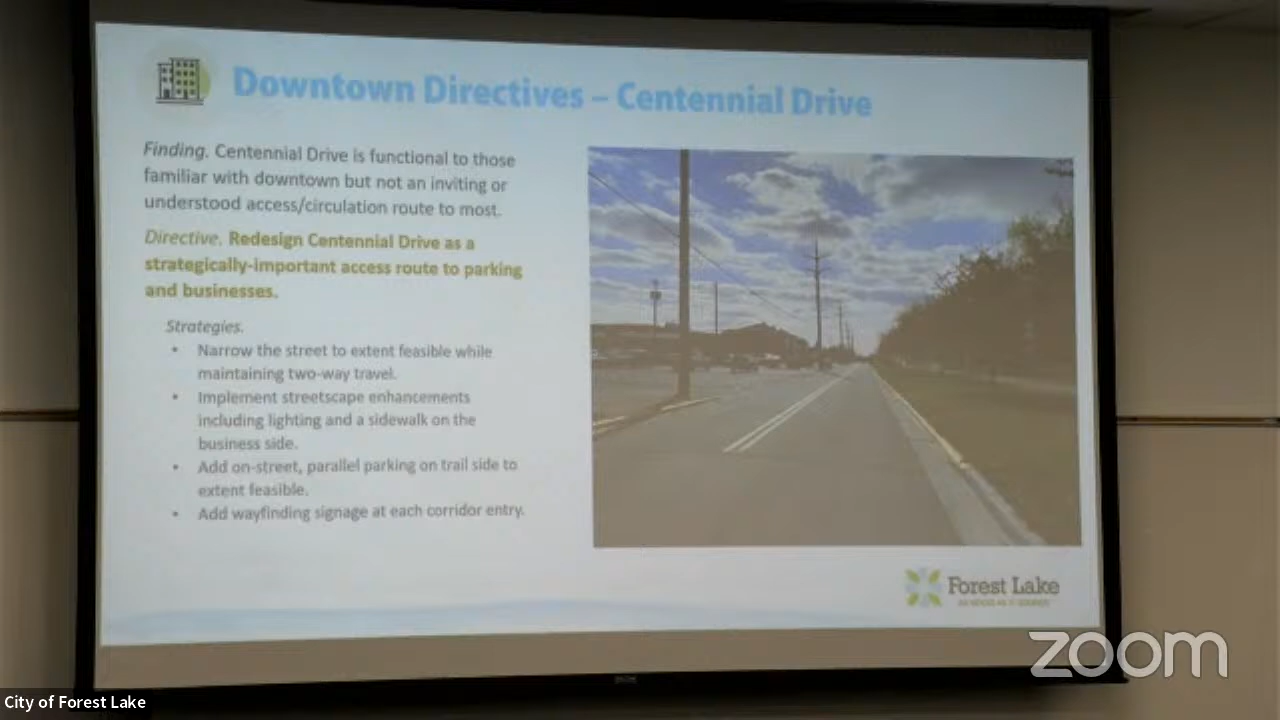 Downtown Directives – Centennial Drive
Finding. Centennial Drive is functional to those
familiar with downtown but not an inviting or
understood access/circulation route to most.
Directive. Redesign Centennial Drive as a
strategically-important access route to parking
and businesses.
Strategies.
• Narrow the street to extent feasible while
maintaining two-way travel.
• Implement streetscape enhancements
including lighting and a sidewalk on the
business side.
• Add on-street, parallel parking on trail side to
extent feasible.
• Add wayfinding signage at each corridor entry.
Forest Lake
zoom
City of Forest Lake